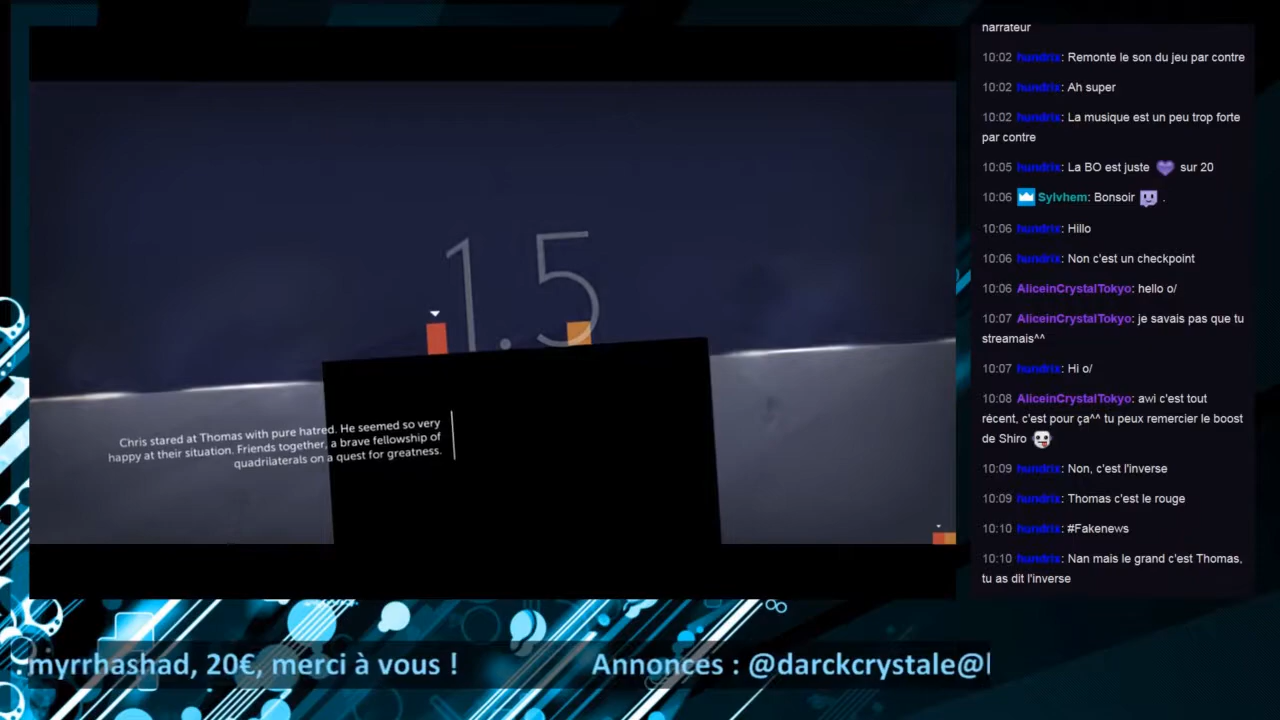 1.5
Chris stared at Thomas with pure hatred. He seemed so very
happy at their situation. Friends together, a brave fellowship of
quadrilaterals on a quest for greatness.
narrateur
10:02 hundrix: Remonte le son du jeu par contre
10:02 hundrix: Ah super
10:02 hundrix: La musique est un peu trop forte
par contre
10:05 hundrix: La BO est juste 💜 sur 20
10:06 Sylvhem: Bonsoir .
10:06 hundrix: Hillo
10:06 hundrix: Non c'est un checkpoint
10:06 AliceinCrystalTokyo: hello o/
10:07 AliceinCrystalTokyo: je savais pas que tu
streamais^^
10:07 hundrix: Hi o/
10:08 AliceinCrystalTokyo: awi c'est tout
récent, c'est pour ça^^ tu peux remercier le boost
de Shiro
10:09 hundrix: Non, c'est l'inverse
10:09 hundrix: Thomas c'est le rouge
10:10 hundrix: #Fakenews
10:10 hundrix: Nan mais le grand c'est Thomas,
tu as dit l'inverse
myrrhashad, 20€, merci à vous ! Annonces : @darckcrystale@